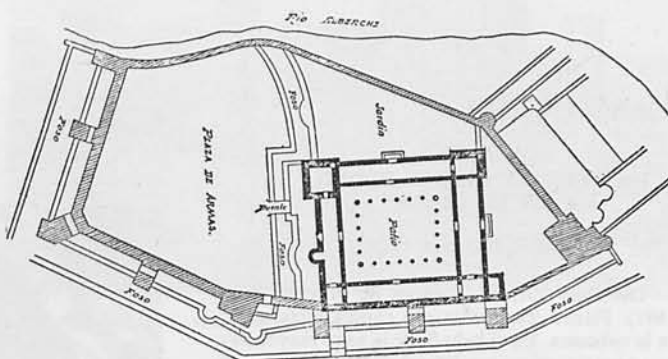 Rio ALBERCHE
Foso
Foso
Jardin
PLAZA DE ARMAS.
Puente
Foso
Patio
Foso
Foso
Foso